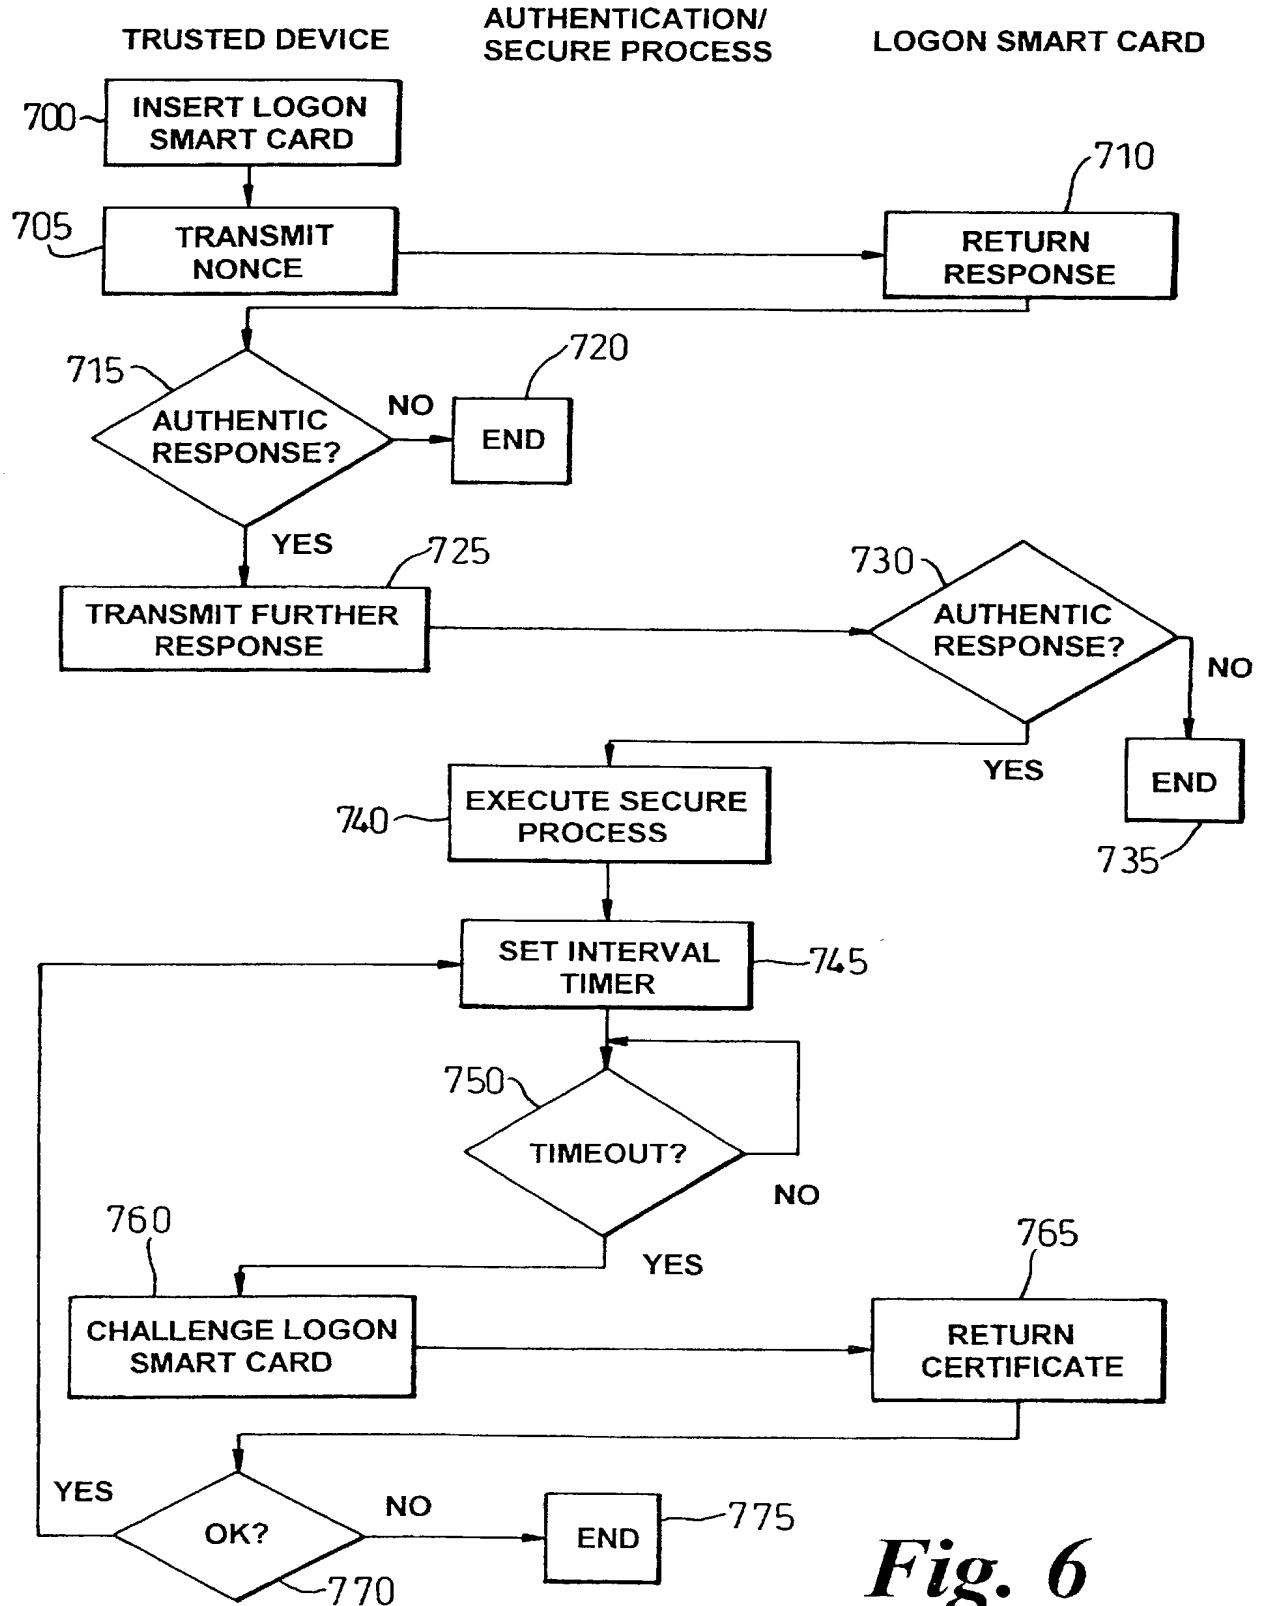 TRUSTED DEVICE
AUTHENTICATION/
SECURE PROCESS
LOGON SMART CARD
700
INSERT LOGON
SMART CARD
705
TRANSMIT
NONCE
710
RETURN
RESPONSE
715
AUTHENTIC
RESPONSE?
NO
720
END
YES
725
TRANSMIT FURTHER
RESPONSE
730
AUTHENTIC
RESPONSE?
NO
YES
END
735
740
EXECUTE SECURE
PROCESS
SET INTERVAL
TIMER
745
750
TIMEOUT?
NO
YES
760
CHALLENGE LOGON
SMART CARD
765
RETURN
CERTIFICATE
YES
OK?
NO
770
END
775
Fig. 6